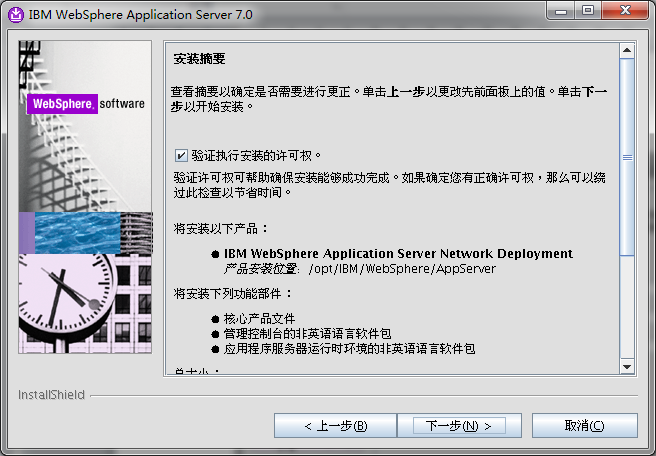 IBM WebSphere Application Server 7.0
WebSphere. software
安装摘要
查看摘要以确定是否需要进行更正。单击上一步以更改先前面板上的值。单击下一
步以开始安装。
验证执行安装的许可权。
验证许可权可帮助确保安装能够成功完成。如果确定您有正确许可权，那么可以绕
过此检查以节省时间。
将安装以下产品：
● IBM WebSphere Application Server Network Deployment
产品安装位置: /opt/IBM/WebSphere/AppServer
将安装下列功能部件：
● 核心产品文件
● 管理控制台的非英语语言软件包
● 应用程序服务器运行时环境的非英语语言软件包
总大小：
InstallShield
< 上一步(B)
下一步(N) >
取消(C)